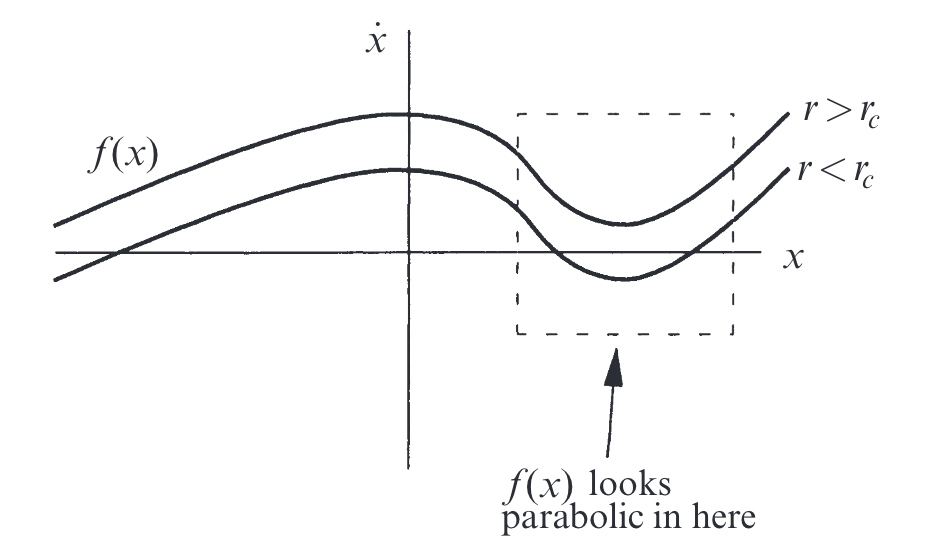 ẋ
r > r_c
f(x)
r < r_c
x
f(x) looks
parabolic in here